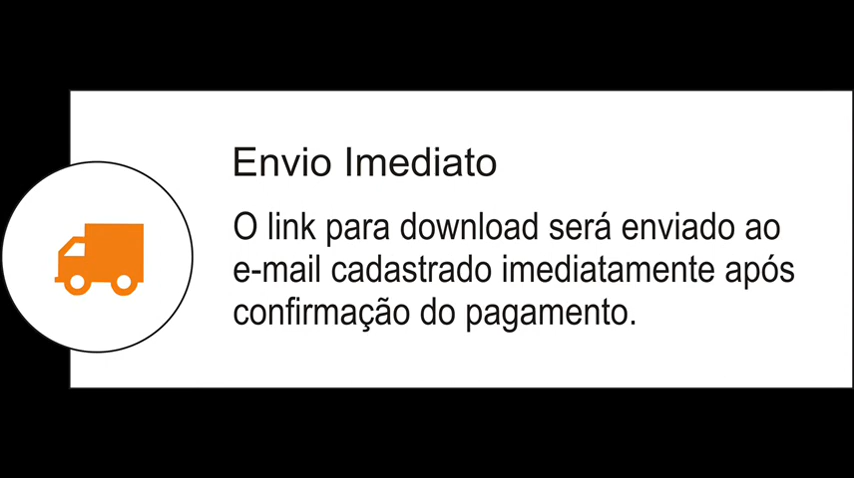 Envio Imediato
O link para download será enviado ao
e-mail cadastrado imediatamente após
confirmação do pagamento.